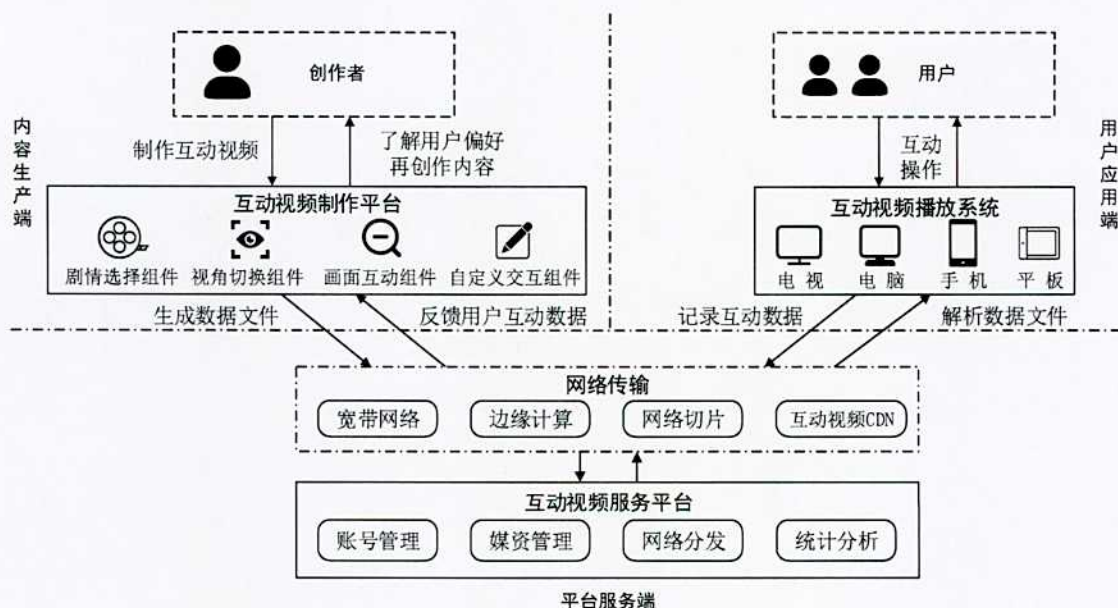 创作者
用户
内容生产端
制作互动视频
了解用户偏好
再创作内容
互动
操作
用户应用端
互动视频制作平台
剧情选择组件
视角切换组件
画面互动组件
自定义交互组件
互动视频播放系统
电视
电脑
手机
平板
生成数据文件
反馈用户互动数据
记录互动数据
解析数据文件
网络传输
宽带网络
边缘计算
网络切片
互动视频CDN
互动视频服务平台
账号管理
媒资管理
网络分发
统计分析
平台服务端